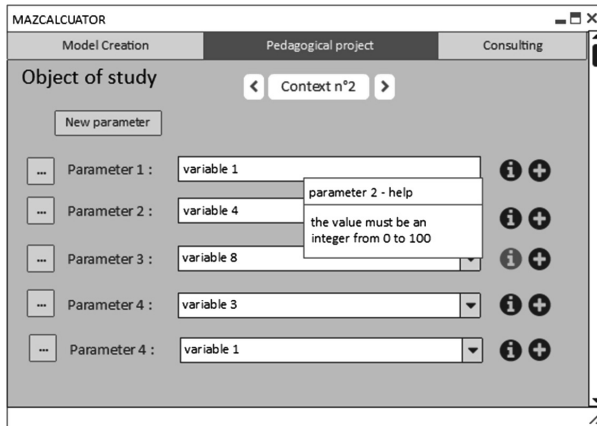 MAZCALCUATOR
Model Creation
Pedagogical project
Consulting
Object of study
Context n°2
New parameter
... Parameter 1 : variable 1
parameter 2 - help
... Parameter 2 : variable 4
the value must be an
integer from 0 to 100
... Parameter 3 : variable 8
... Parameter 4 : variable 3
... Parameter 4 : variable 1